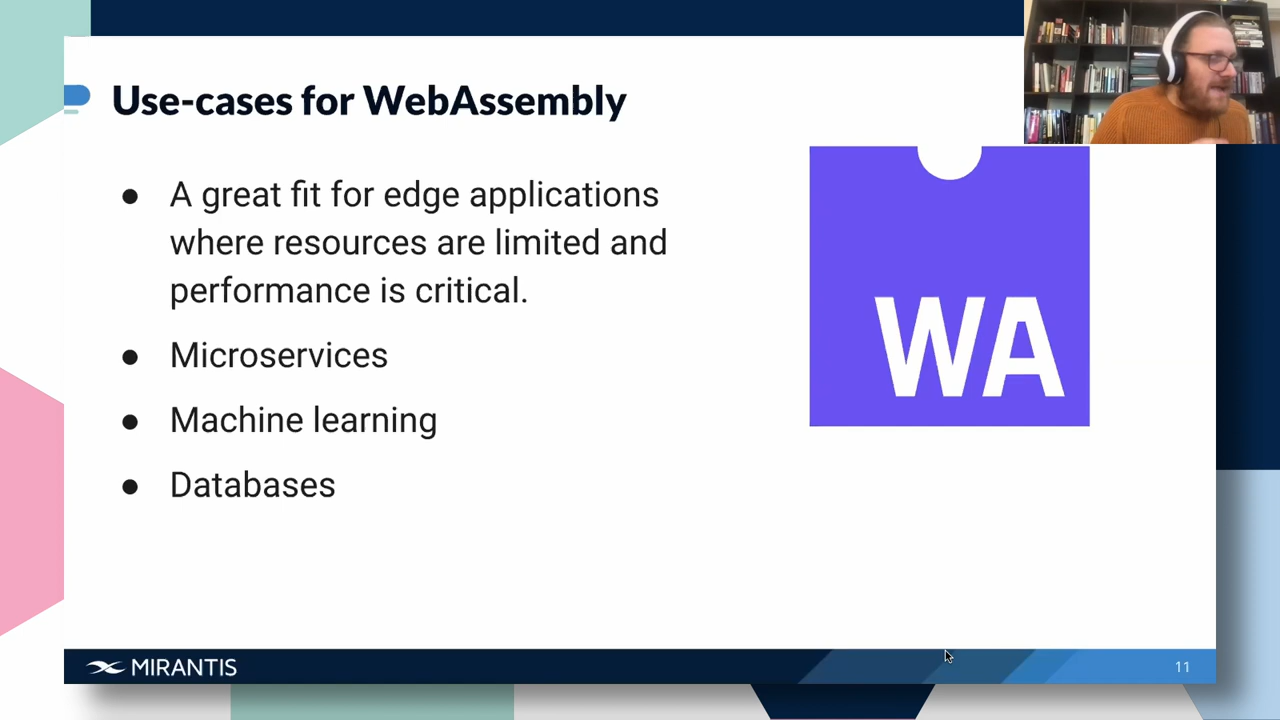 Use-cases for WebAssembly
● A great fit for edge applications
where resources are limited and
performance is critical.
● Microservices
● Machine learning
● Databases
WA
MIRANTIS
11